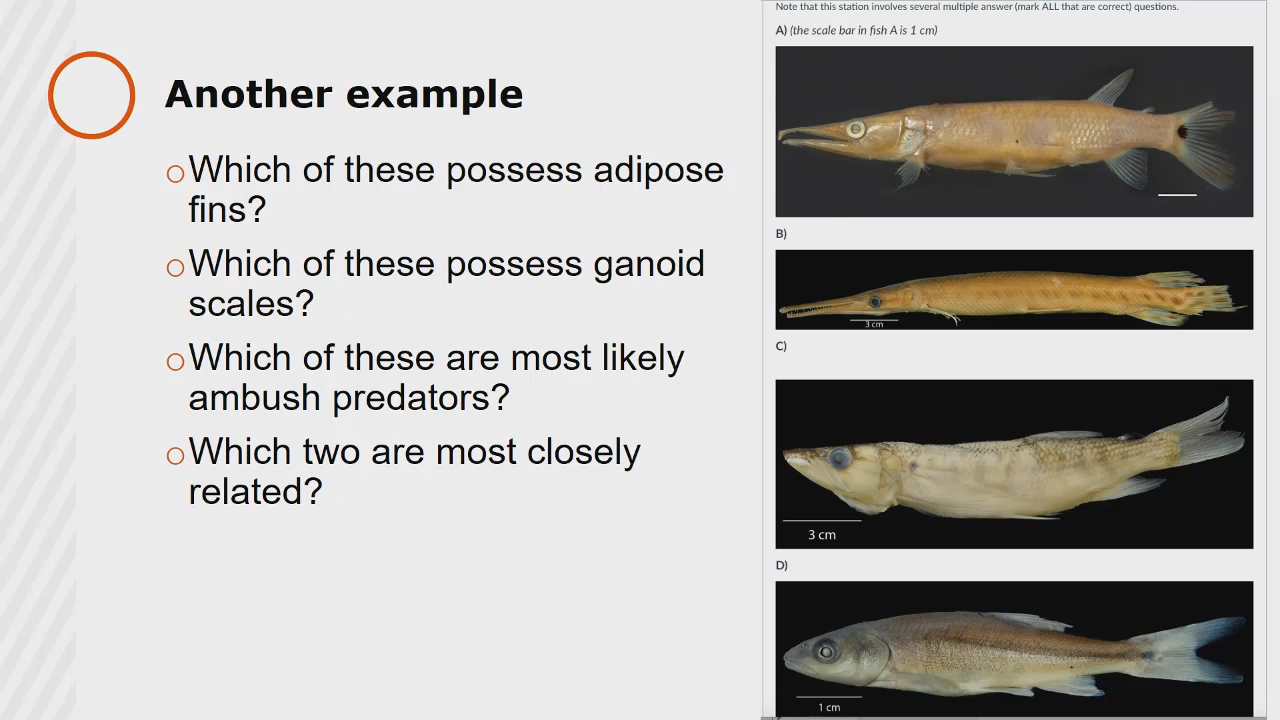 Another example
Which of these possess adipose
fins?
Which of these possess ganoid
scales?
Which of these are most likely
ambush predators?
Which two are most closely
related?
Note that this station involves several multiple answer (mark ALL that are correct) questions.
A) (the scale bar in fish A is 1 cm)
B)
3 cm
C)
3 cm
D)
1 cm